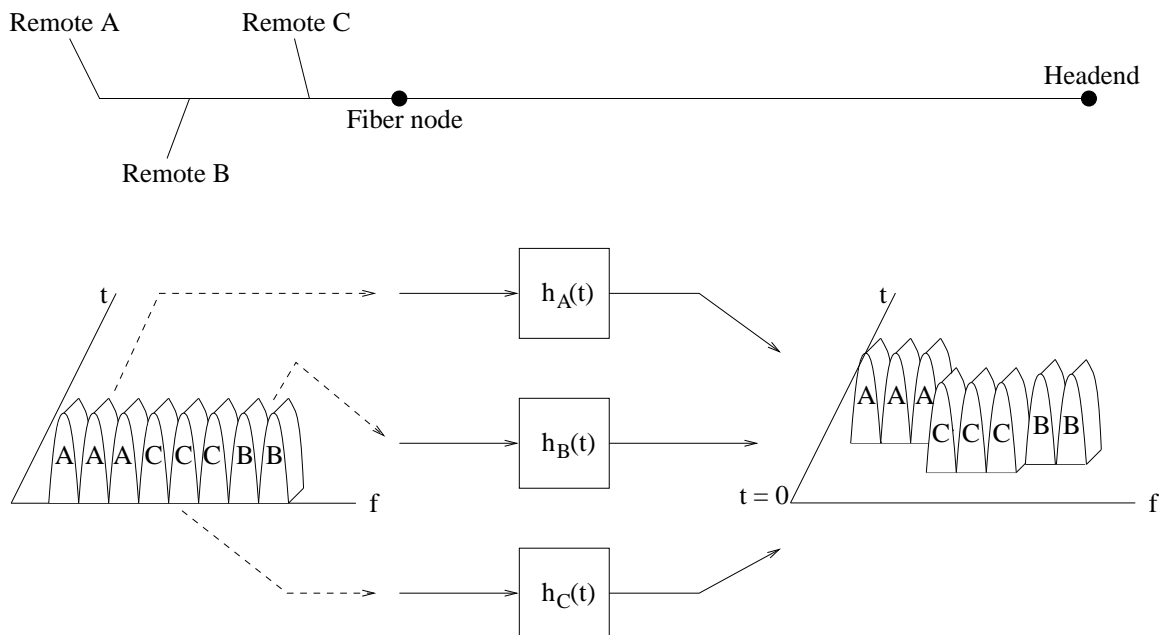 Remote A
Remote C
Headend
Fiber node
Remote B
t
h_A(t)
t
A A A C C C B B
f
h_B(t)
A A A
C C C
B B
t = 0
f
h_C(t)